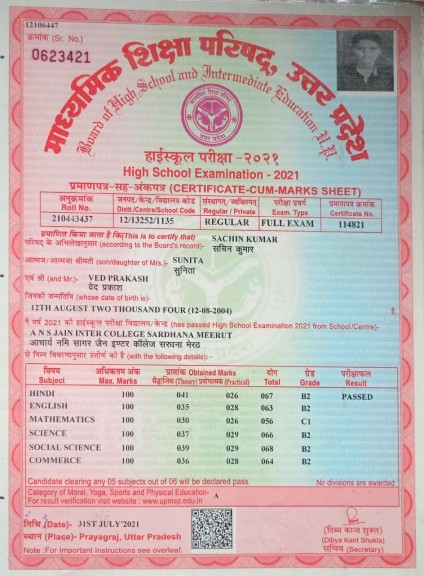 12106447
क्रमांक (Sr. No.)
0623421
माध्यमिक शिक्षा परिषद, उत्तर प्रदेश
Board of High School and Intermediate Education U.P.
हाईस्कूल परीक्षा -२०२१
High School Examination - 2021
प्रमाणपत्र-सह-अंकपत्र (CERTIFICATE-CUM-MARKS SHEET)
अनुक्रमांक जनपद/केन्द्र/विद्यालय कोड संस्थागत/व्यक्तिगत परीक्षा प्रवर्ग प्रमाणपत्र क्रमांक
Roll No. Distt./Centre/School Code Regular / Private Exam. Type Certificate No.
210443437 12/13252/1135 REGULAR FULL EXAM 114821
प्रमाणित किया जाता है कि(This is to certify that) SACHIN KUMAR
परिषद के अभिलेखानुसार (according to the Board's record)- सचिन कुमार
आत्मज/आत्मजा श्रीमती (son/daughter of Mrs.)- SUNITA
सुनिता
एवं श्री (and Mr.)- VED PRAKASH
वेद प्रकाश
जिनकी जन्मतिथि (whose date of birth is)-
12TH AUGUST TWO THOUSAND FOUR (12-08-2004) है,
ने वर्ष 2021 की हाईस्कूल परीक्षा विद्यालय/केन्द्र (has passed High School Examination 2021 from School/Centre)-
A N S JAIN INTER COLLEGE SARDHANA MEERUT
आचार्य नमि सागर जैन इण्टर कॉलेज सरधना मेरठ
से निम्न विवरणानुसार उत्तीर्ण की है (with the following details):-
विषय अधिकतम अंक प्राप्तांक Obtained Marks योग ग्रेड परीक्षाफल
Subject Max. Marks सैद्धान्तिक (Theory) प्रयोगात्मक (Practical) Total Grade Result
HINDI 100 041 026 067 B2 PASSED
ENGLISH 100 035 028 063 B2
MATHEMATICS 100 030 026 056 C1
SCIENCE 100 037 029 066 B2
SOCIAL SCIENCE 100 039 029 068 B2
COMMERCE 100 036 028 064 B2
Candidate clearing any 05 subjects out of 06 will be declared pass. No divisions are awarded
Category of Moral, Yoga, Sports and Physical Education- A
For result verification visit website : www.upmsp.edu.in
तिथि (Date)- 31ST JULY'2021
स्थान (Place)- Prayagraj, Uttar Pradesh
Note :For Important Instructions see overleaf.
(दिव्य कान्त शुक्ल)
(Dibya Kant Shukla)
सचिव (Secretary)